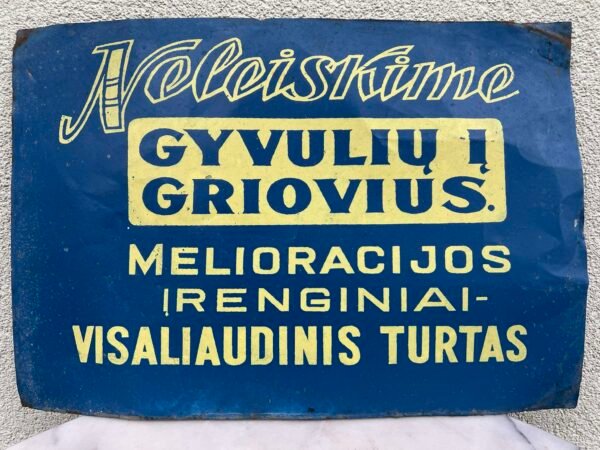 Neleiskime
GYVULIŲ Į
GRIOVIUS.
MELIORACIJOS
ĮRENGINIAI-
VISALIAUDINIS TURTAS